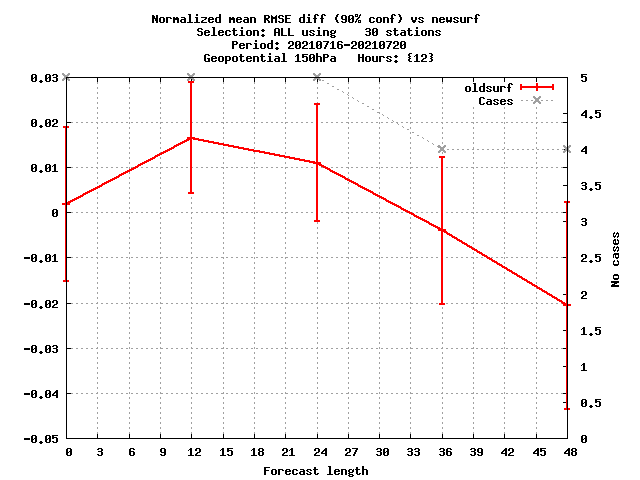 Normalized mean RMSE diff (90% conf) vs newsurf
Selection: ALL using    30 stations
Period: 20210716-20210720
Geopotential 150hPa   Hours: {12}
oldsurf
Cases
0.03
0.02
0.01
0
-0.01
-0.02
-0.03
-0.04
-0.05
5
4.5
4
3.5
3
2.5
2
1.5
1
0.5
0
No cases
0 3 6 9 12 15 18 21 24 27 30 33 36 39 42 45 48
Forecast length